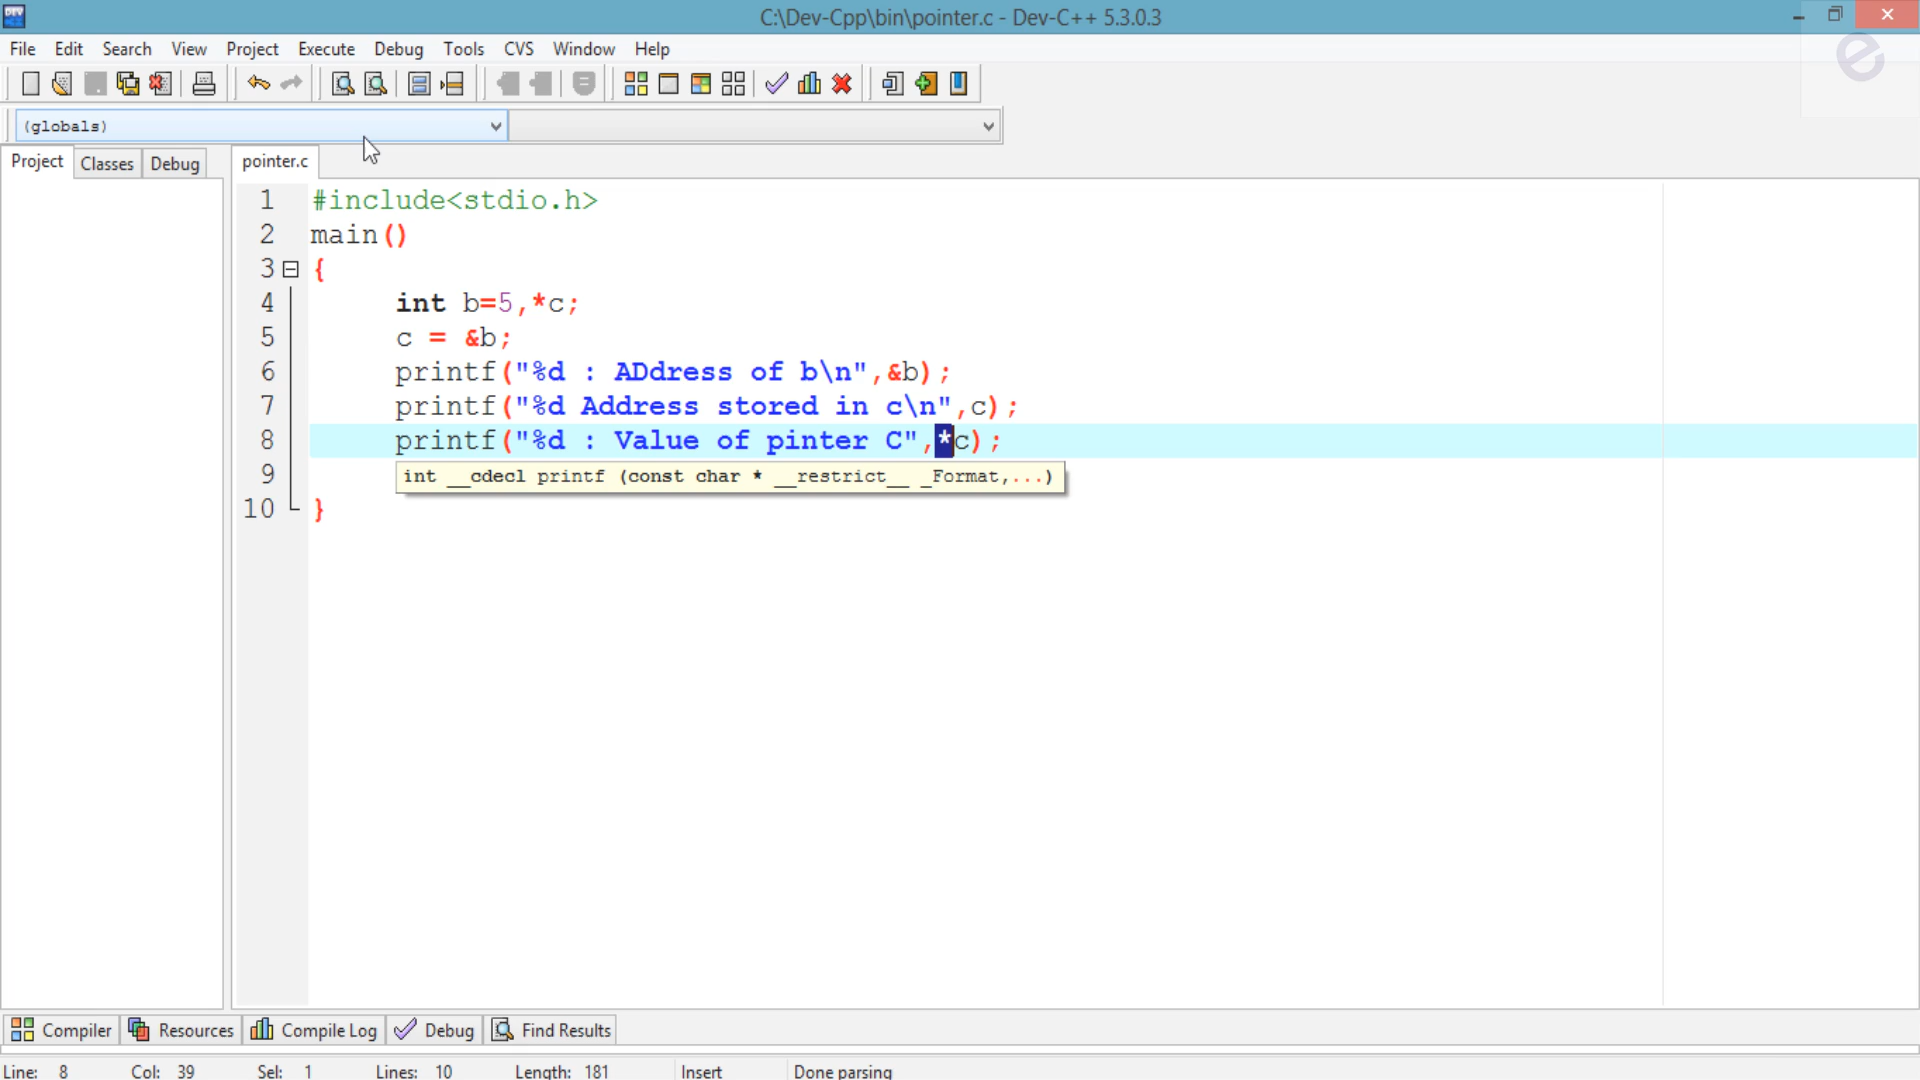 DEV
C:\Dev-Cpp\bin\pointer.c - Dev-C++ 5.3.0.3
File Edit Search View Project Execute Debug Tools CVS Window Help
e
(globals)
Project Classes Debug pointer.c
1 #include<stdio.h>
2 main()
3 {
4 int b=5,*c;
5 c = &b;
6 printf("%d : ADdress of b\n",&b);
7 printf("%d Address stored in c\n",c);
8 printf("%d : Value of pinter C",*c);
9 int __cdecl printf (const char * __restrict__ _Format,...)
10 }
Compiler Resources Compile Log Debug Find Results
Line: 8 Col: 39 Sel: 1 Lines: 10 Length: 181 Insert Done parsing